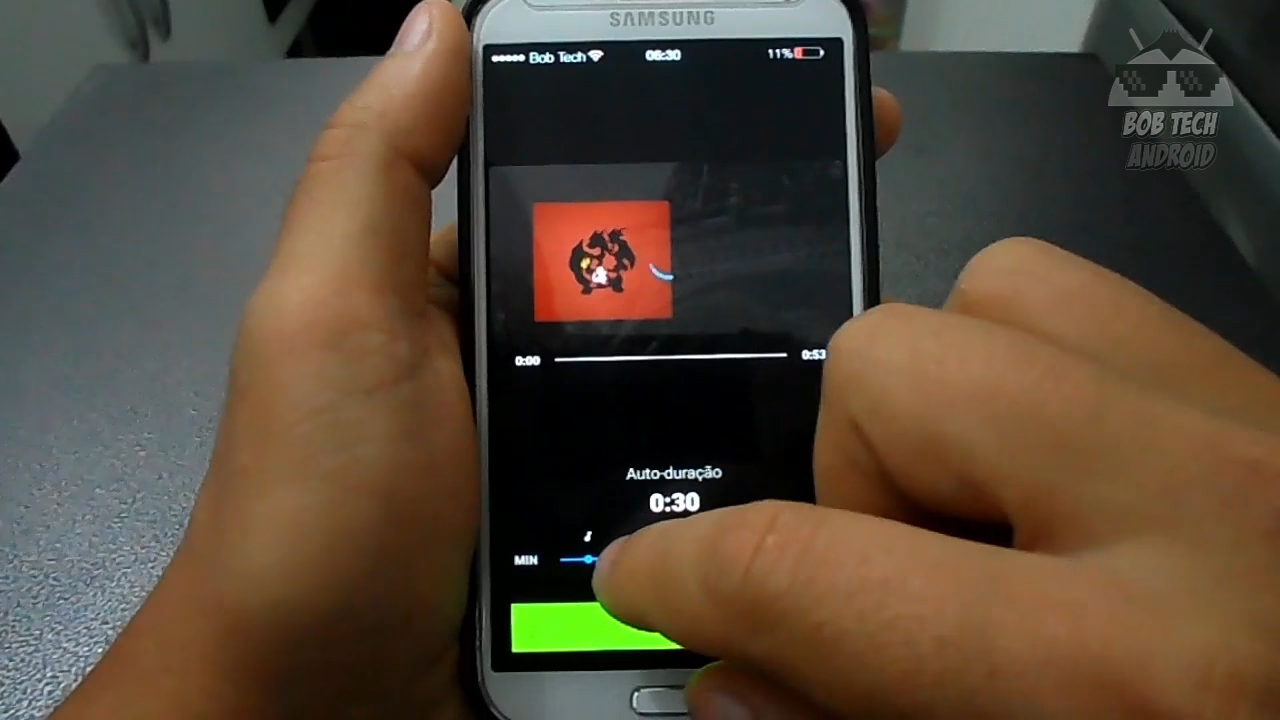 SAMSUNG
Bob Tech
08:30
11%
BOB TECH
ANDROID
0:00
0:53
Auto-duração
0:30
MIN